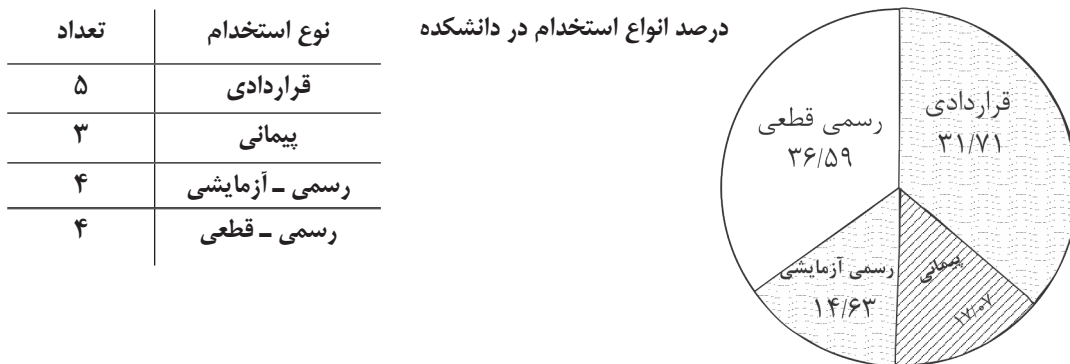 درصد انواع استخدام در دانشکده
نوع استخدام تعداد
قراردادی ۵
پیمانی ۳
رسمی ـ آزمایشی ۴
رسمی ـ قطعی ۴
قراردادی
۳۱/۷۱
رسمی قطعی
۳۶/۵۹
رسمی آزمایشی
۱۴/۶۳
پیمانی
۱۷/۰۷